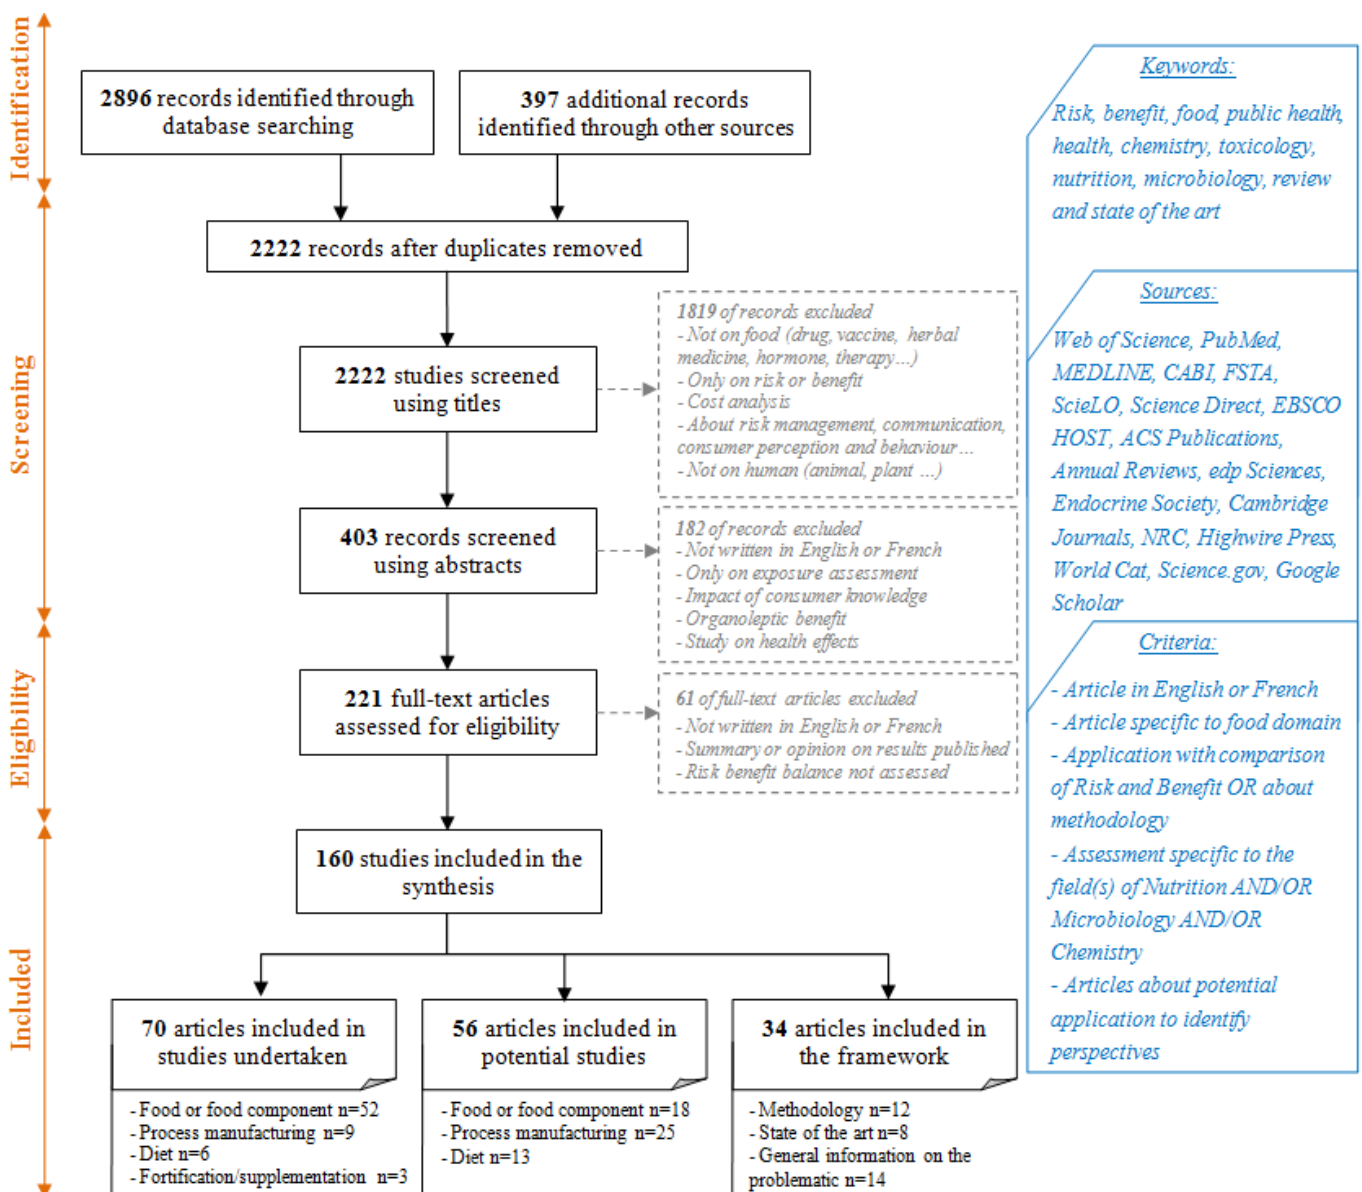 Identification
2896 records identified through
database searching
397 additional records
identified through other sources
2222 records after duplicates removed
Screening
2222 studies screened
using titles
1819 of records excluded
- Not on food (drug, vaccine, herbal
medicine, hormone, therapy...)
- Only on risk or benefit
- Cost analysis
- About risk management, communication,
consumer perception and behaviour...
- Not on human (animal, plant ...)
403 records screened
using abstracts
182 of records excluded
- Not written in English or French
- Only on exposure assessment
- Impact of consumer knowledge
- Organoleptic benefit
- Study on health effects
Eligibility
221 full-text articles
assessed for eligibility
61 of full-text articles excluded
- Not written in English or French
- Summary or opinion on results published
- Risk benefit balance not assessed
Included
160 studies included in the
synthesis
70 articles included in
studies undertaken
- Food or food component n=52
- Process manufacturing n=9
- Diet n=6
- Fortification/supplementation n=3
56 articles included in
potential studies
- Food or food component n=18
- Process manufacturing n=25
- Diet n=13
34 articles included in
the framework
- Methodology n=12
- State of the art n=8
- General information on the
problematic n=14
Keywords:
Risk, benefit, food, public health,
health, chemistry, toxicology,
nutrition, microbiology, review
and state of the art
Sources:
Web of Science, PubMed,
MEDLINE, CABI, FSTA,
ScieLO, Science Direct, EBSCO
HOST, ACS Publications,
Annual Reviews, edp Sciences,
Endocrine Society, Cambridge
Journals, NRC, Highwire Press,
World Cat, Science.gov, Google
Scholar
Criteria:
- Article in English or French
- Article specific to food domain
- Application with comparison
of Risk and Benefit OR about
methodology
- Assessment specific to the
field(s) of Nutrition AND/OR
Microbiology AND/OR
Chemistry
- Articles about potential
application to identify
perspectives